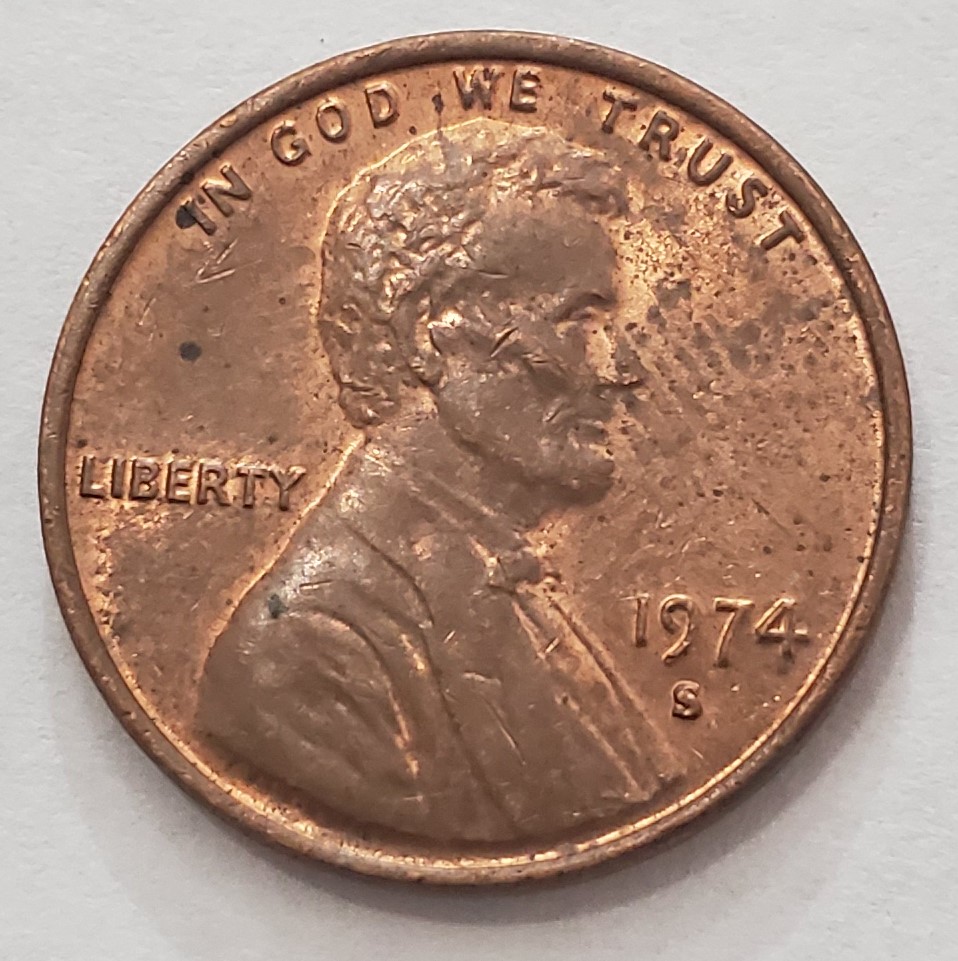 IN GOD WE TRUST
LIBERTY
1974
S